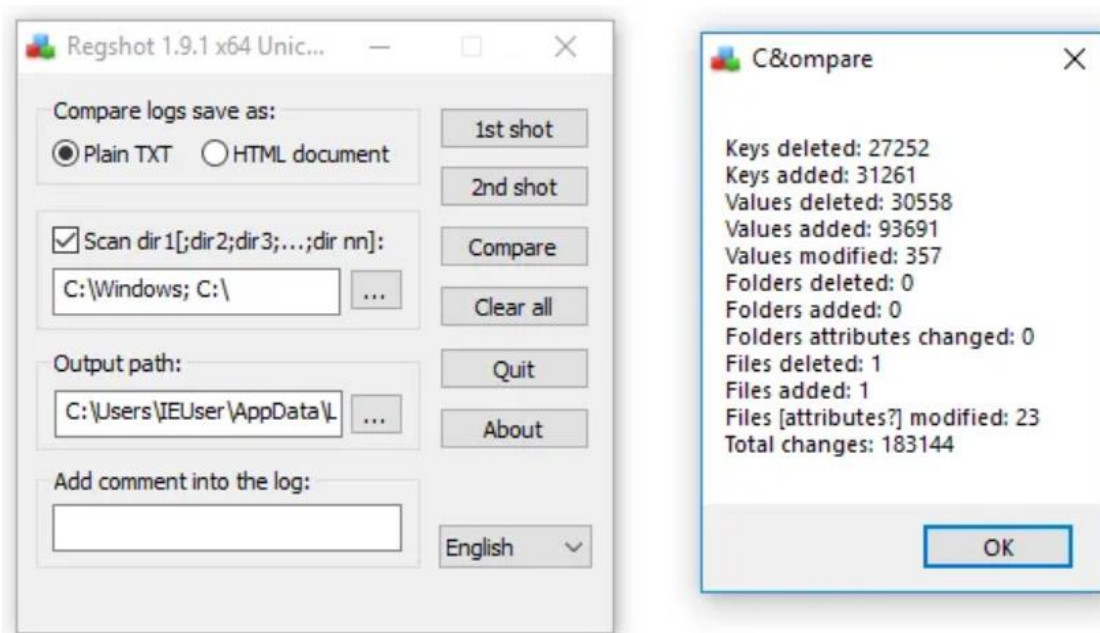 Regshot 1.9.1 x64 Unic...
Compare logs save as:
Plain TXT HTML document
Scan dir1[;dir2;dir3;...;dir nn]:
C:\Windows; C:\
...
Output path:
C:\Users\IEUser\AppData\L
...
Add comment into the log:
1st shot
2nd shot
Compare
Clear all
Quit
About
English
C&ompare
Keys deleted: 27252
Keys added: 31261
Values deleted: 30558
Values added: 93691
Values modified: 357
Folders deleted: 0
Folders added: 0
Folders attributes changed: 0
Files deleted: 1
Files added: 1
Files [attributes?] modified: 23
Total changes: 183144
OK